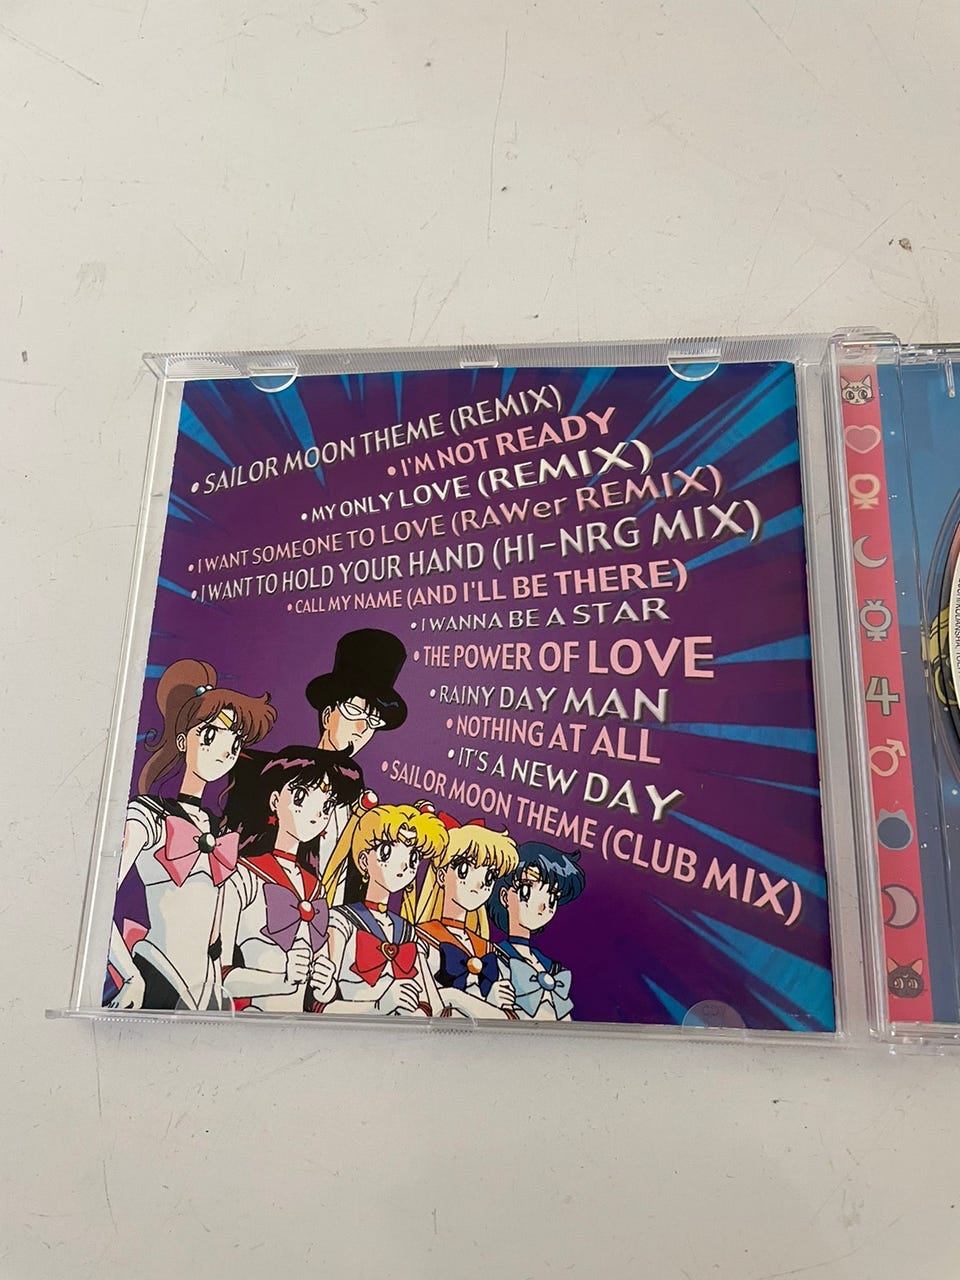 • SAILOR MOON THEME (REMIX)
• I'M NOT READY
• MY ONLY LOVE (REMIX)
• I WANT SOMEONE TO LOVE (RAWer REMIX)
• I WANT TO HOLD YOUR HAND (HI-NRG MIX)
• CALL MY NAME (AND I'LL BE THERE)
• I WANNA BE A STAR
• THE POWER OF LOVE
• RAINY DAY MAN
• NOTHING AT ALL
• IT'S A NEW DAY
• SAILOR MOON THEME (CLUB MIX)